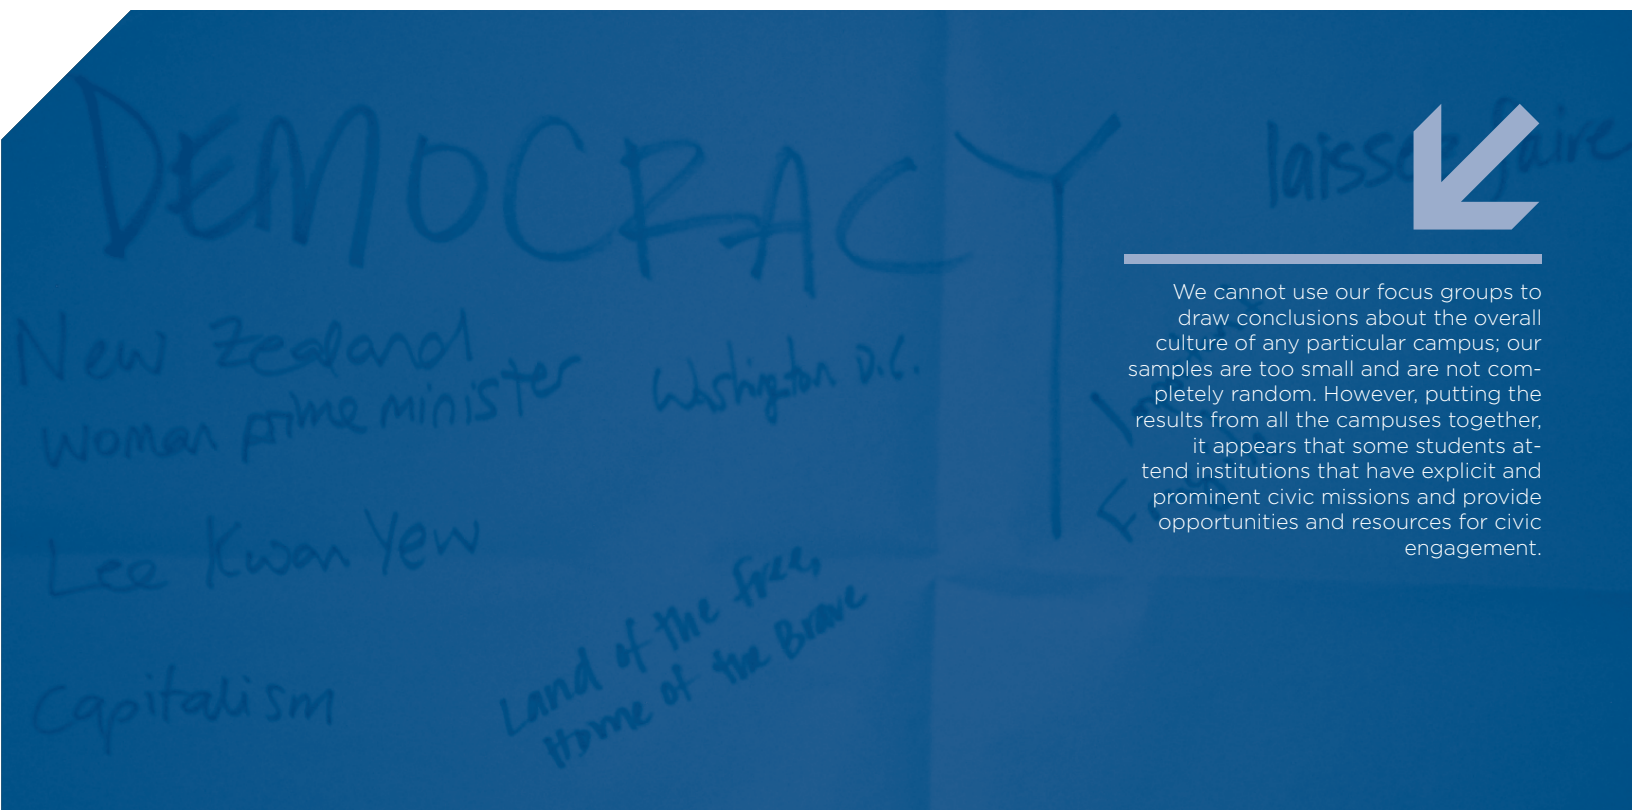 DEMOCRACY
laissez faire
New Zealand
woman prime minister
Washington D.C.
Lee Kwan Yew
Land of the free,
Home of the Brave
Capitalism
We cannot use our focus groups to
draw conclusions about the overall
culture of any particular campus; our
samples are too small and are not com-
pletely random. However, putting the
results from all the campuses together,
it appears that some students at-
tend institutions that have explicit and
prominent civic missions and provide
opportunities and resources for civic
engagement.